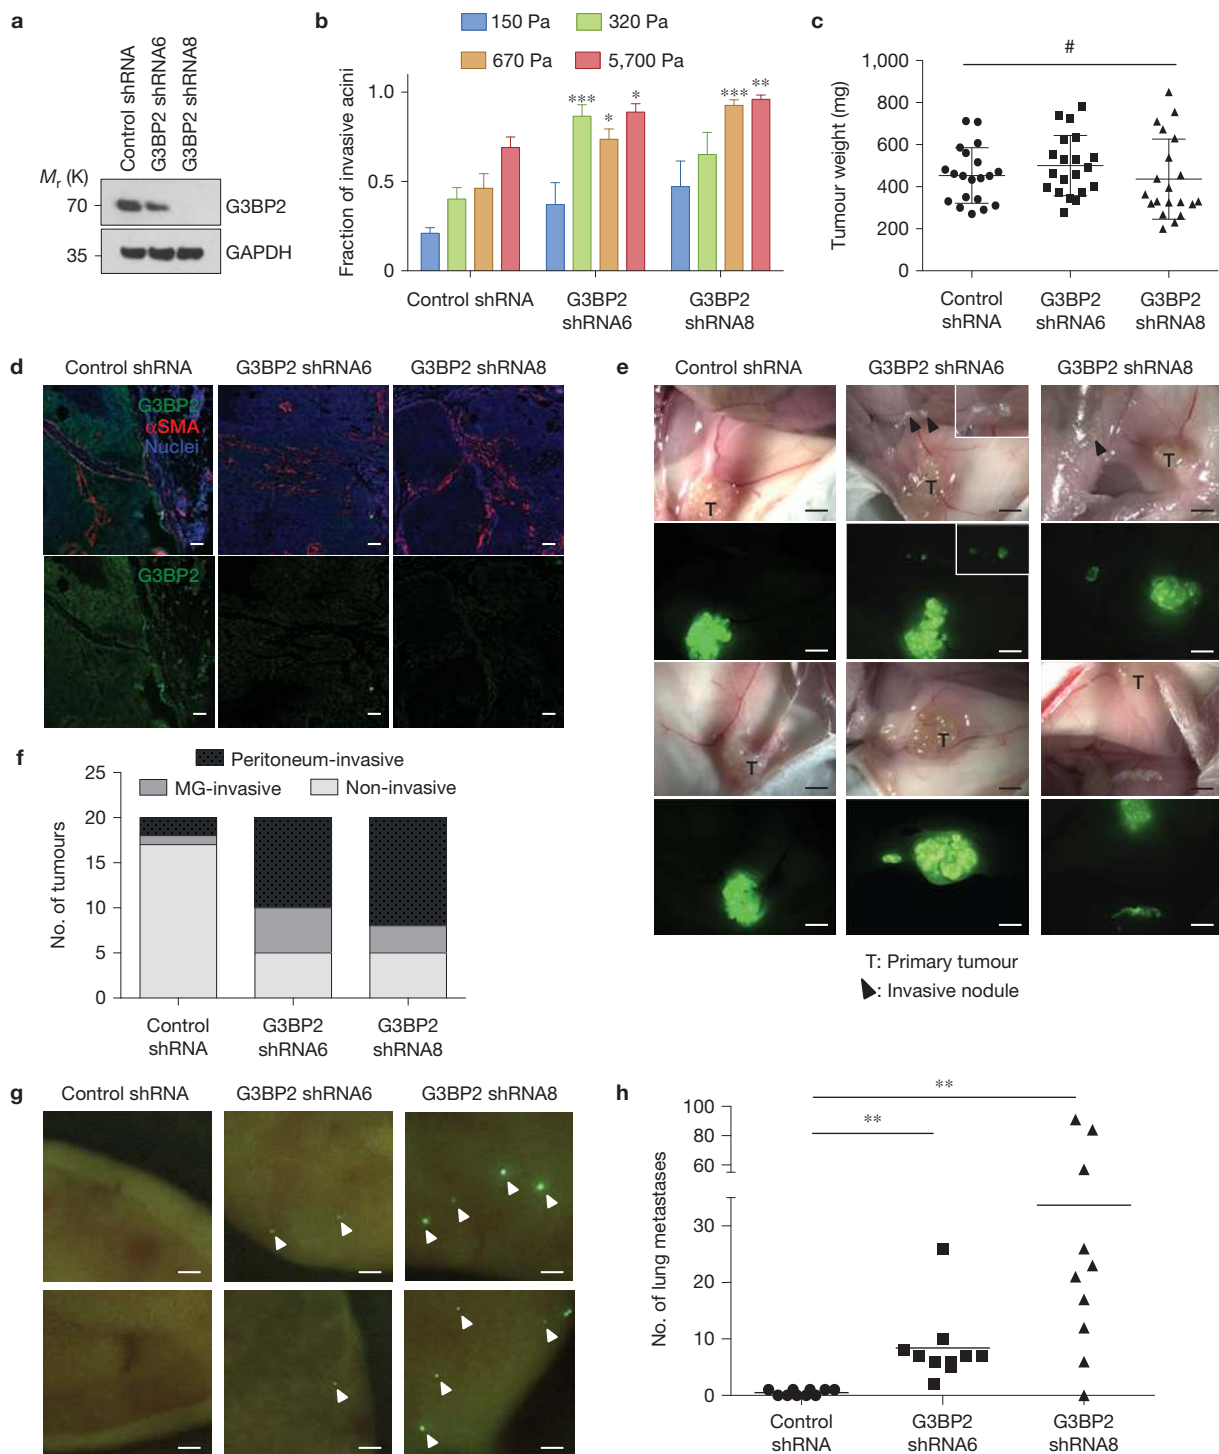 a
Control shRNA
G3BP2 shRNA6
G3BP2 shRNA8
Mr (K)
70
G3BP2
35
GAPDH
b
150 Pa
320 Pa
670 Pa
5,700 Pa
Fraction of invasive acini
1.0
0.5
0
***
*
*
***
**
Control shRNA
G3BP2
shRNA6
G3BP2
shRNA8
c
#
Tumour weight (mg)
1,000
800
600
400
200
0
Control
shRNA
G3BP2
shRNA6
G3BP2
shRNA8
d
Control shRNA
G3BP2 shRNA6
G3BP2 shRNA8
G3BP2
αSMA
Nuclei
G3BP2
e
Control shRNA
G3BP2 shRNA6
G3BP2 shRNA8
T
T
T
T
T
T
T: Primary tumour
: Invasive nodule
f
Peritoneum-invasive
MG-invasive
Non-invasive
No. of tumours
25
20
15
10
5
0
Control
shRNA
G3BP2
shRNA6
G3BP2
shRNA8
g
Control shRNA
G3BP2 shRNA6
G3BP2 shRNA8
h
**
**
No. of lung metastases
100
80
60
30
20
10
0
Control
shRNA
G3BP2
shRNA6
G3BP2
shRNA8